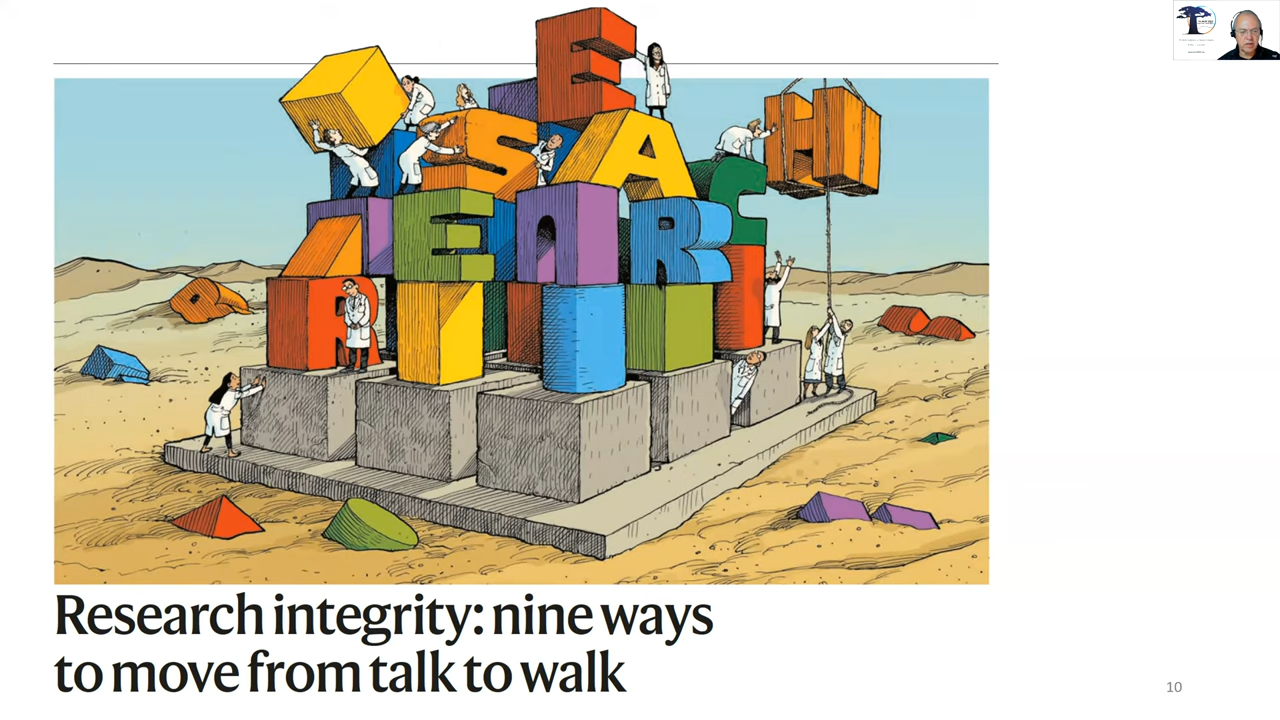 E
S A
H
C
E R
R
Research integrity: nine ways
to move from talk to walk
10